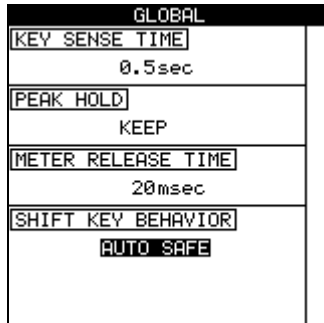 GLOBAL
KEY SENSE TIME
0.5sec
PEAK HOLD
KEEP
METER RELEASE TIME
20msec
SHIFT KEY BEHAVIOR
AUTO SAFE